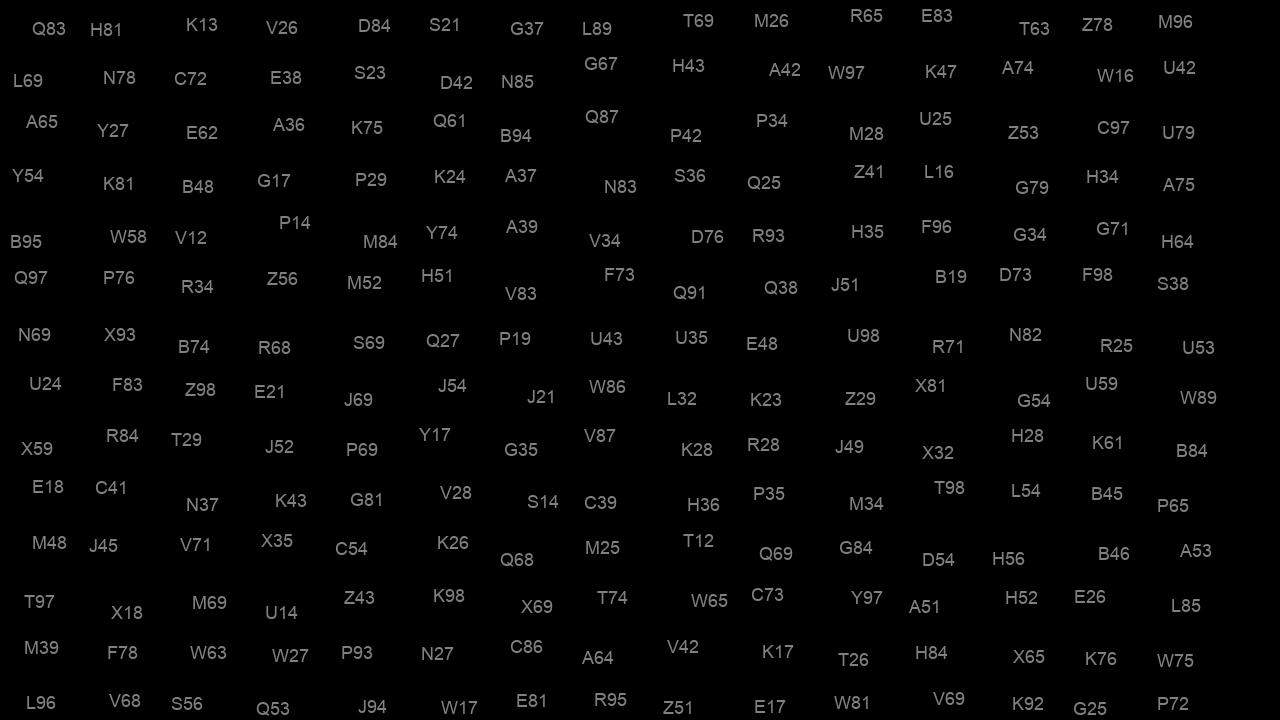 Q83 H81 K13 V26 D84 S21 G37 L89 T69 M26 R65 E83 T63 Z78 M96
L69 N78 C72 E38 S23 D42 N85 G67 H43 A42 W97 K47 A74 W16 U42
A65 Y27 E62 A36 K75 Q61 B94 Q87 P42 P34 M28 U25 Z53 C97 U79
Y54 K81 B48 G17 P29 K24 A37 N83 S36 Q25 Z41 L16 G79 H34 A75
B95 W58 V12 P14 M84 Y74 A39 V34 D76 R93 H35 F96 G34 G71 H64
Q97 P76 R34 Z56 M52 H51 V83 F73 Q91 Q38 J51 B19 D73 F98 S38
N69 X93 B74 R68 S69 Q27 P19 U43 U35 E48 U98 R71 N82 R25 U53
U24 F83 Z98 E21 J69 J54 J21 W86 L32 K23 Z29 X81 G54 U59 W89
X59 R84 T29 J52 P69 Y17 G35 V87 K28 R28 J49 X32 H28 K61 B84
E18 C41 N37 K43 G81 V28 S14 C39 H36 P35 M34 T98 L54 B45 P65
M48 J45 V71 X35 C54 K26 Q68 M25 T12 Q69 G84 D54 H56 B46 A53
T97 X18 M69 U14 Z43 K98 X69 T74 W65 C73 Y97 A51 H52 E26 L85
M39 F78 W63 W27 P93 N27 C86 A64 V42 K17 T26 H84 X65 K76 W75
L96 V68 S56 Q53 J94 W17 E81 R95 Z51 E17 W81 V69 K92 G25 P72